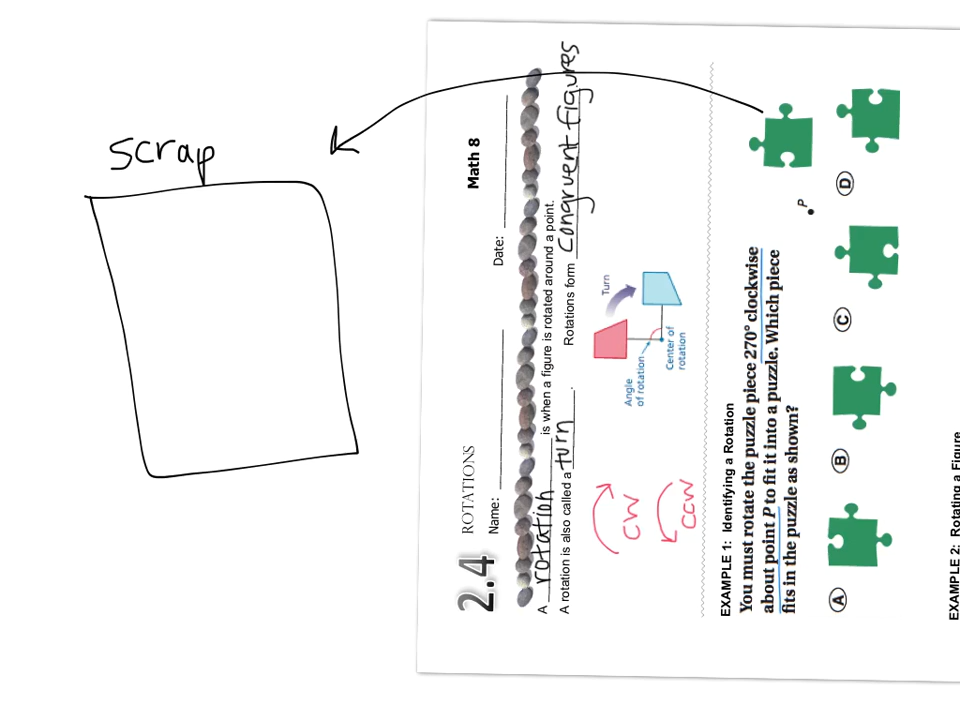 scrap
2.4 ROTATIONS
Math 8
Name: Date:
A rotation is when a figure is rotated around a point.
A rotation is also called a turn. Rotations form congruent figures
CW
CCW
Turn
Angle
of rotation
Center of
rotation
EXAMPLE 1: Identifying a Rotation
You must rotate the puzzle piece 270° clockwise
about point P to fit it into a puzzle. Which piece
fits in the puzzle as shown?
P
A B C D
EXAMPLE 2: Rotating a Figure